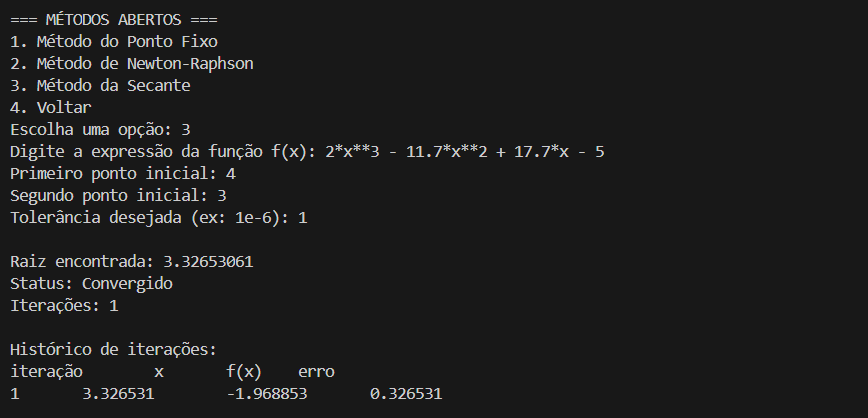 === MÉTODOS ABERTOS ===
1. Método do Ponto Fixo
2. Método de Newton-Raphson
3. Método da Secante
4. Voltar
Escolha uma opção: 3
Digite a expressão da função f(x): 2*x**3 - 11.7*x**2 + 17.7*x - 5
Primeiro ponto inicial: 4
Segundo ponto inicial: 3
Tolerância desejada (ex: 1e-6): 1
Raiz encontrada: 3.32653061
Status: Convergido
Iterações: 1
Histórico de iterações:
iteração x f(x) erro
1 3.326531 -1.968853 0.326531